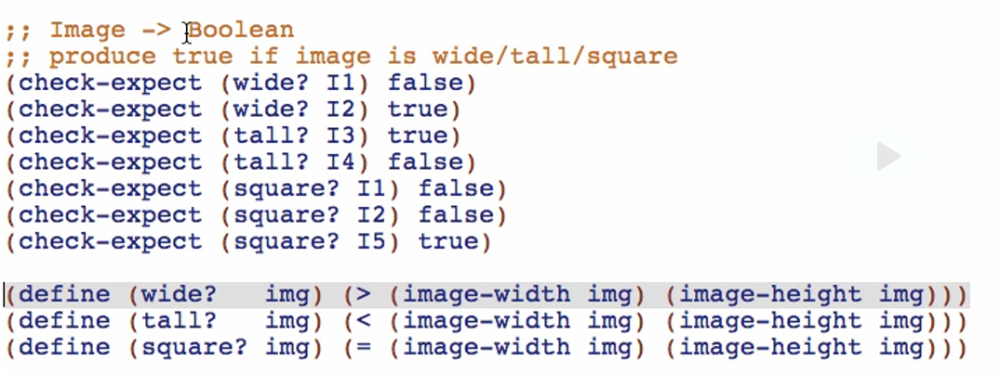 ;; Image -> Boolean
;; produce true if image is wide/tall/square
(check-expect (wide? I1) false)
(check-expect (wide? I2) true)
(check-expect (tall? I3) true)
(check-expect (tall? I4) false)
(check-expect (square? I1) false)
(check-expect (square? I2) false)
(check-expect (square? I5) true)

(define (wide?   img) (> (image-width img) (image-height img)))
(define (tall?   img) (< (image-width img) (image-height img)))
(define (square? img) (= (image-width img) (image-height img)))